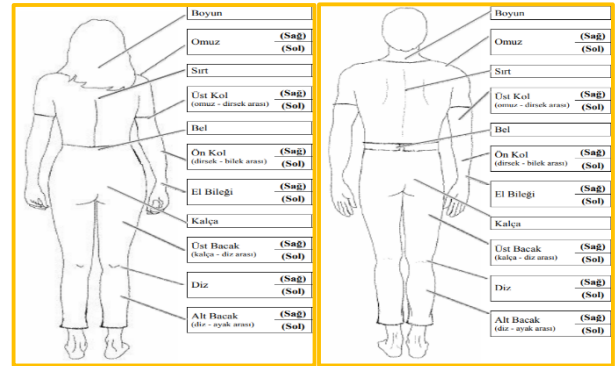 Boyun
Omuz (Sağ)
(Sol)
Sırt
Üst Kol (Sağ)
(omuz - dirsek arası) (Sol)
Bel
Ön Kol (Sağ)
(dirsek - bilek arası) (Sol)
El Bileği (Sağ)
(Sol)
Kalça
Üst Bacak (Sağ)
(kalça - diz arası) (Sol)
Diz (Sağ)
(Sol)
Alt Bacak (Sağ)
(diz - ayak arası) (Sol)
Boyun
Omuz (Sağ)
(Sol)
Sırt
Üst Kol (Sağ)
(omuz - dirsek arası) (Sol)
Bel
Ön Kol (Sağ)
(dirsek - bilek arası) (Sol)
El Bileği (Sağ)
(Sol)
Kalça
Üst Bacak (Sağ)
(kalça - diz arası) (Sol)
Diz (Sağ)
(Sol)
Alt Bacak (Sağ)
(diz - ayak arası) (Sol)